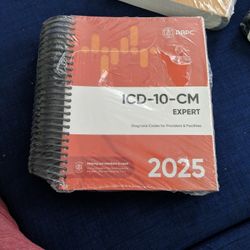 AAPC
ICD-10-CM
EXPERT
Diagnosis Codes for Providers & Facilities
2025